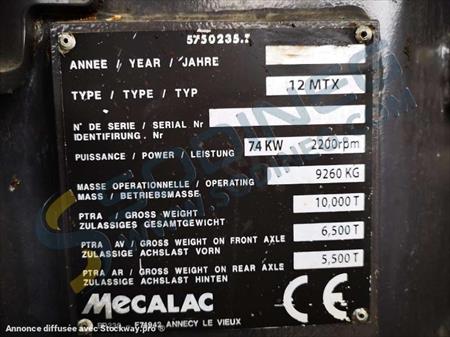 5750235.1
ANNEE / YEAR / JAHRE
TYPE / TYPE / TYP 12 MTX
N° DE SERIE / SERIAL Nr
IDENTIFIRUNG. Nr
PUISSANCE / POWER / LEISTUNG 74 KW 2200rpm
MASSE OPERATIONNELLE / OPERATING
MASS / BETRIEBSMASSE 9260 KG
PTRA / GROSS WEIGHT
ZULASSIGES GESAMTGEWICHT 10,000 T
PTRA AV / GROSS WEIGHT ON FRONT AXLE
ZULASSIGE ACHSLAST VORN 6,500 T
PTRA AR / GROSS WEIGHT ON REAR AXLE
ZULASSIGE ACHSLAST HINTEN 5,500 T
MECALAC CE
F74942 ANNECY LE VIEUX
Annonce diffusée avec Stockway.pro ®